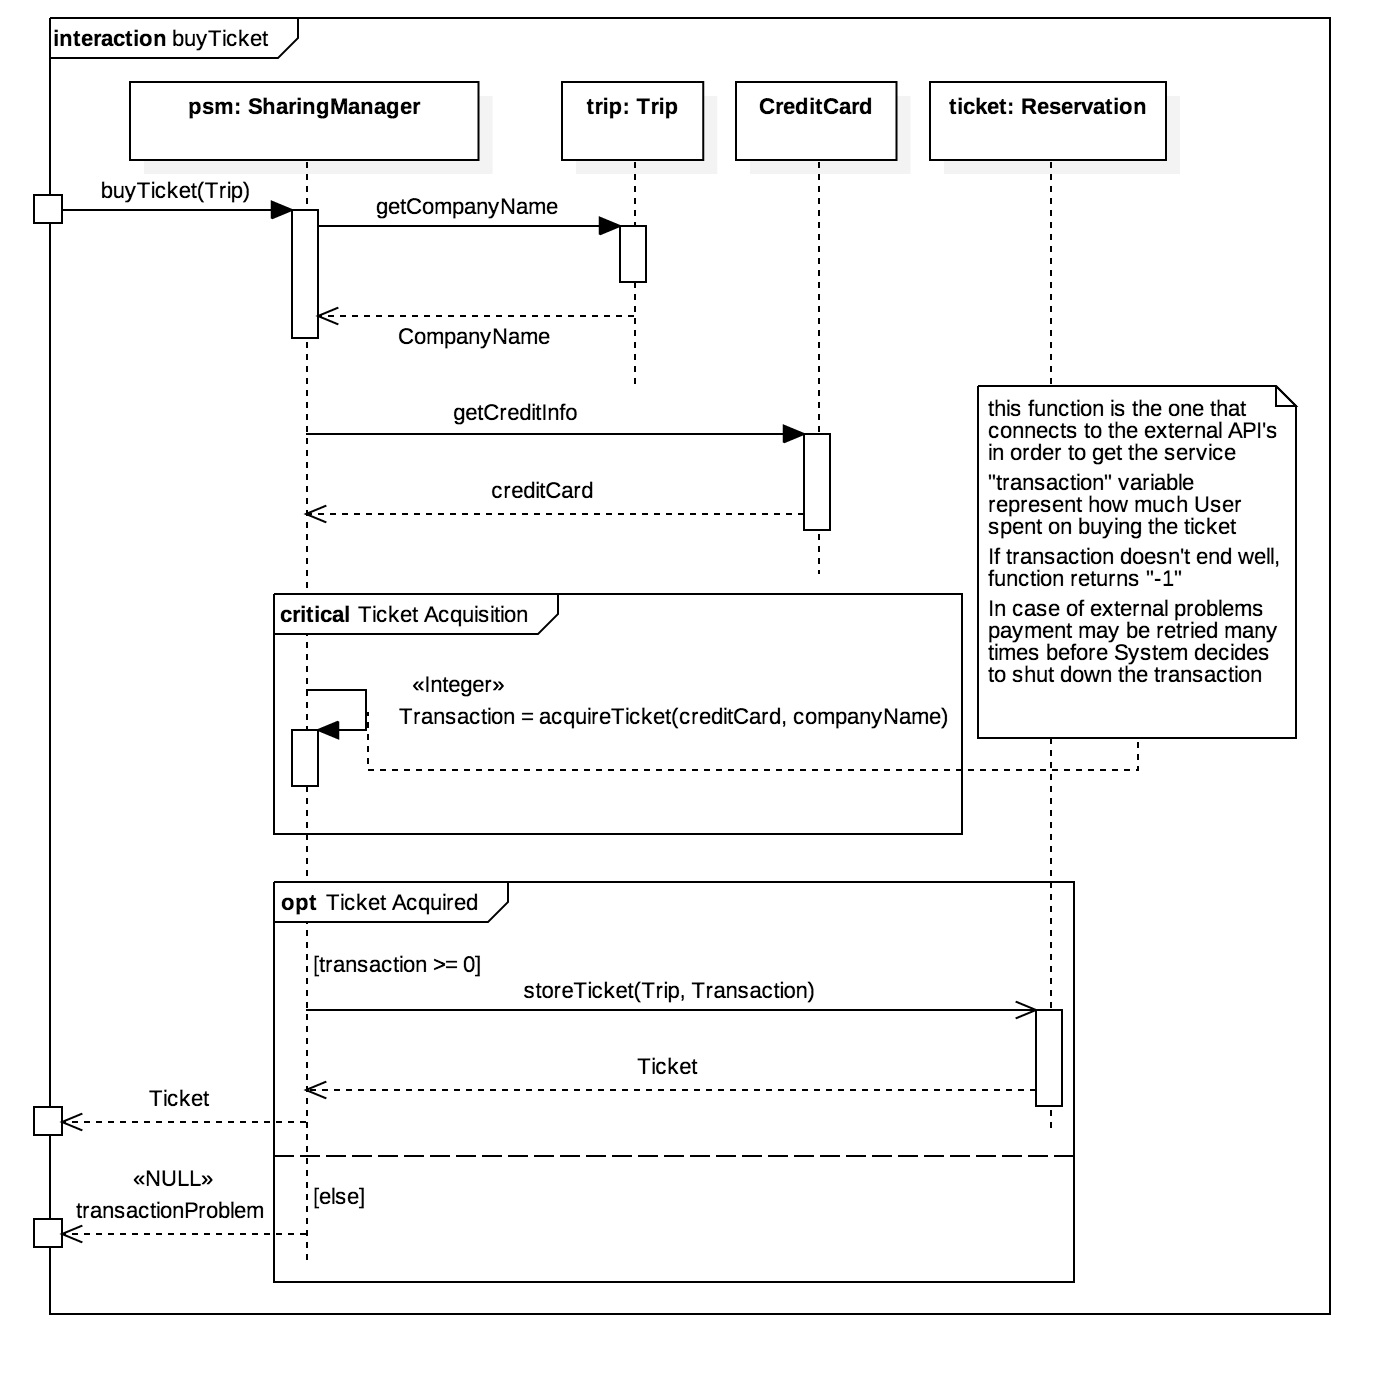 interaction buyTicket
psm: SharingManager
trip: Trip
CreditCard
ticket: Reservation
buyTicket(Trip)
getCompanyName
CompanyName
getCreditInfo
creditCard
this function is the one that
connects to the external API's
in order to get the service
"transaction" variable
represent how much User
spent on buying the ticket
If transaction doesn't end well,
function returns "-1"
In case of external problems
payment may be retried many
times before System decides
to shut down the transaction
critical Ticket Acquisition
«Integer»
Transaction = acquireTicket(creditCard, companyName)
opt Ticket Acquired
[transaction >= 0]
storeTicket(Trip, Transaction)
Ticket
Ticket
«NULL»
transactionProblem
[else]